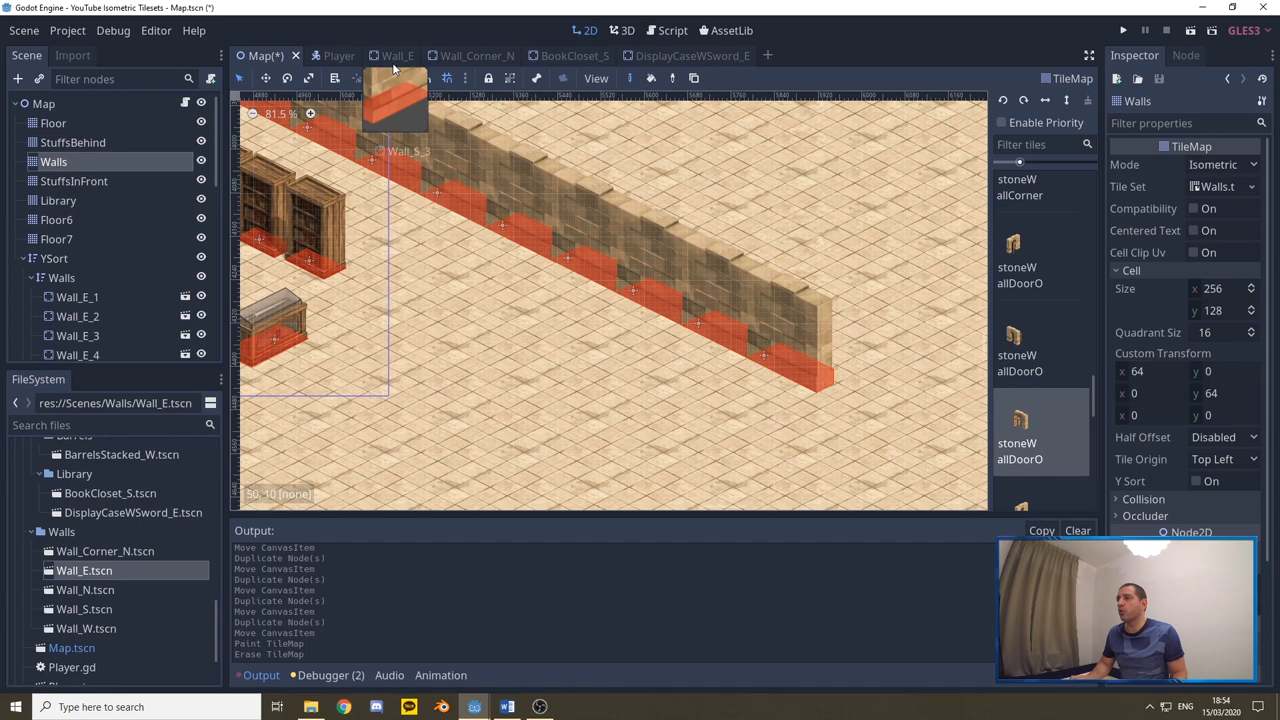 Godot Engine - YouTube Isometric Tilesets - Map.tscn (*)
Scene Project Debug Editor Help
2D 3D Script AssetLib
GLES3
Scene Import
Filter nodes
Map
Floor
StuffsBehind
Walls
StuffsInFront
Library
Floor6
Floor7
YSort
Walls
Wall_E_1
Wall_E_2
Wall_E_3
Wall_E_4
FileSystem
res://Scenes/Walls/Wall_E.tscn
Search files
BarrelsStacked_W.tscn
Library
BookCloset_S.tscn
DisplayCaseWSword_E.tscn
Walls
Wall_Corner_N.tscn
Wall_E.tscn
Wall_N.tscn
Wall_S.tscn
Wall_W.tscn
Map.tscn
Player.gd
Map(*) Player Wall_E Wall_Corner_N BookCloset_S DisplayCaseWSword_E
View TileMap
81.5 %
Wall_S_3
50, 10 [none]
Enable Priority
Filter tiles
stoneW
allCorner
stoneW
allDoorO
stoneW
allDoorO
stoneW
allDoorO
Output:
Copy Clear
Move CanvasItem
Duplicate Node(s)
Move CanvasItem
Duplicate Node(s)
Move CanvasItem
Duplicate Node(s)
Move CanvasItem
Duplicate Node(s)
Move CanvasItem
Paint TileMap
Erase TileMap
Output Debugger (2) Audio Animation
Inspector Node
Walls
Filter properties
TileMap
Mode Isometric
Tile Set Walls.t
Compatibility On
Centered Text On
Cell Clip Uv On
Cell
Size x 256
y 128
Quadrant Siz 16
Custom Transform
x 64 y 0
x 0 y 64
x 0 y 0
Half Offset Disabled
Tile Origin Top Left
Y Sort On
Collision
Occluder
Node2D
Type here to search
ENG
18:54
15/03/2020